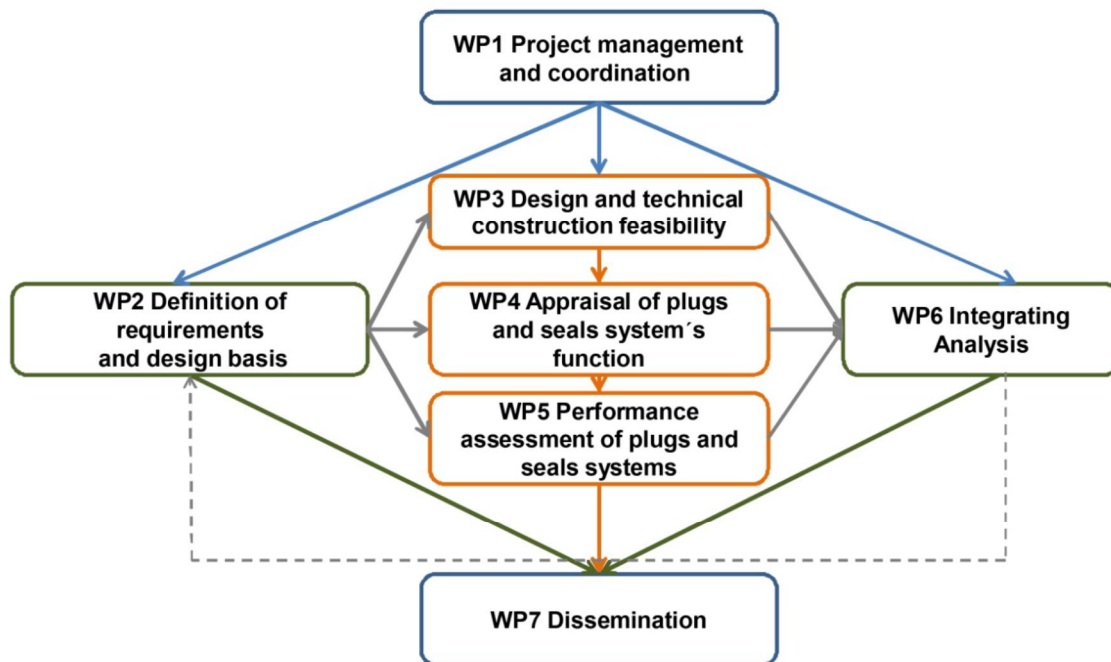 WP1 Project management
and coordination
WP3 Design and technical
construction feasibility
WP2 Definition of
requirements
and design basis
WP4 Appraisal of plugs
and seals system´s
function
WP6 Integrating
Analysis
WP5 Performance
assessment of plugs and
seals systems
WP7 Dissemination